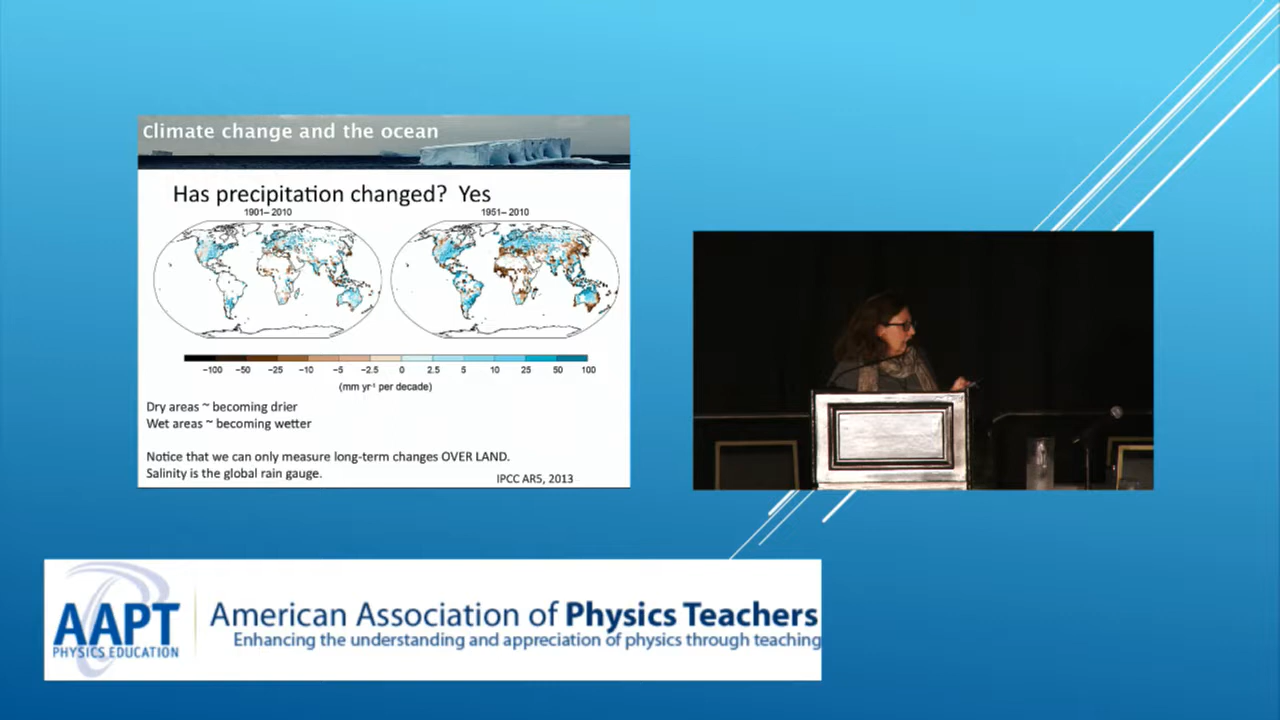 Climate change and the ocean
Has precipitation changed? Yes
1901–2010
1951–2010
−100 −50 −25 −10 −5 −2.5 0 2.5 5 10 25 50 100
(mm yr⁻¹ per decade)
Dry areas ~ becoming drier
Wet areas ~ becoming wetter
Notice that we can only measure long-term changes OVER LAND.
Salinity is the global rain gauge.
IPCC AR5, 2013
AAPT
PHYSICS EDUCATION
American Association of Physics Teachers
Enhancing the understanding and appreciation of physics through teaching